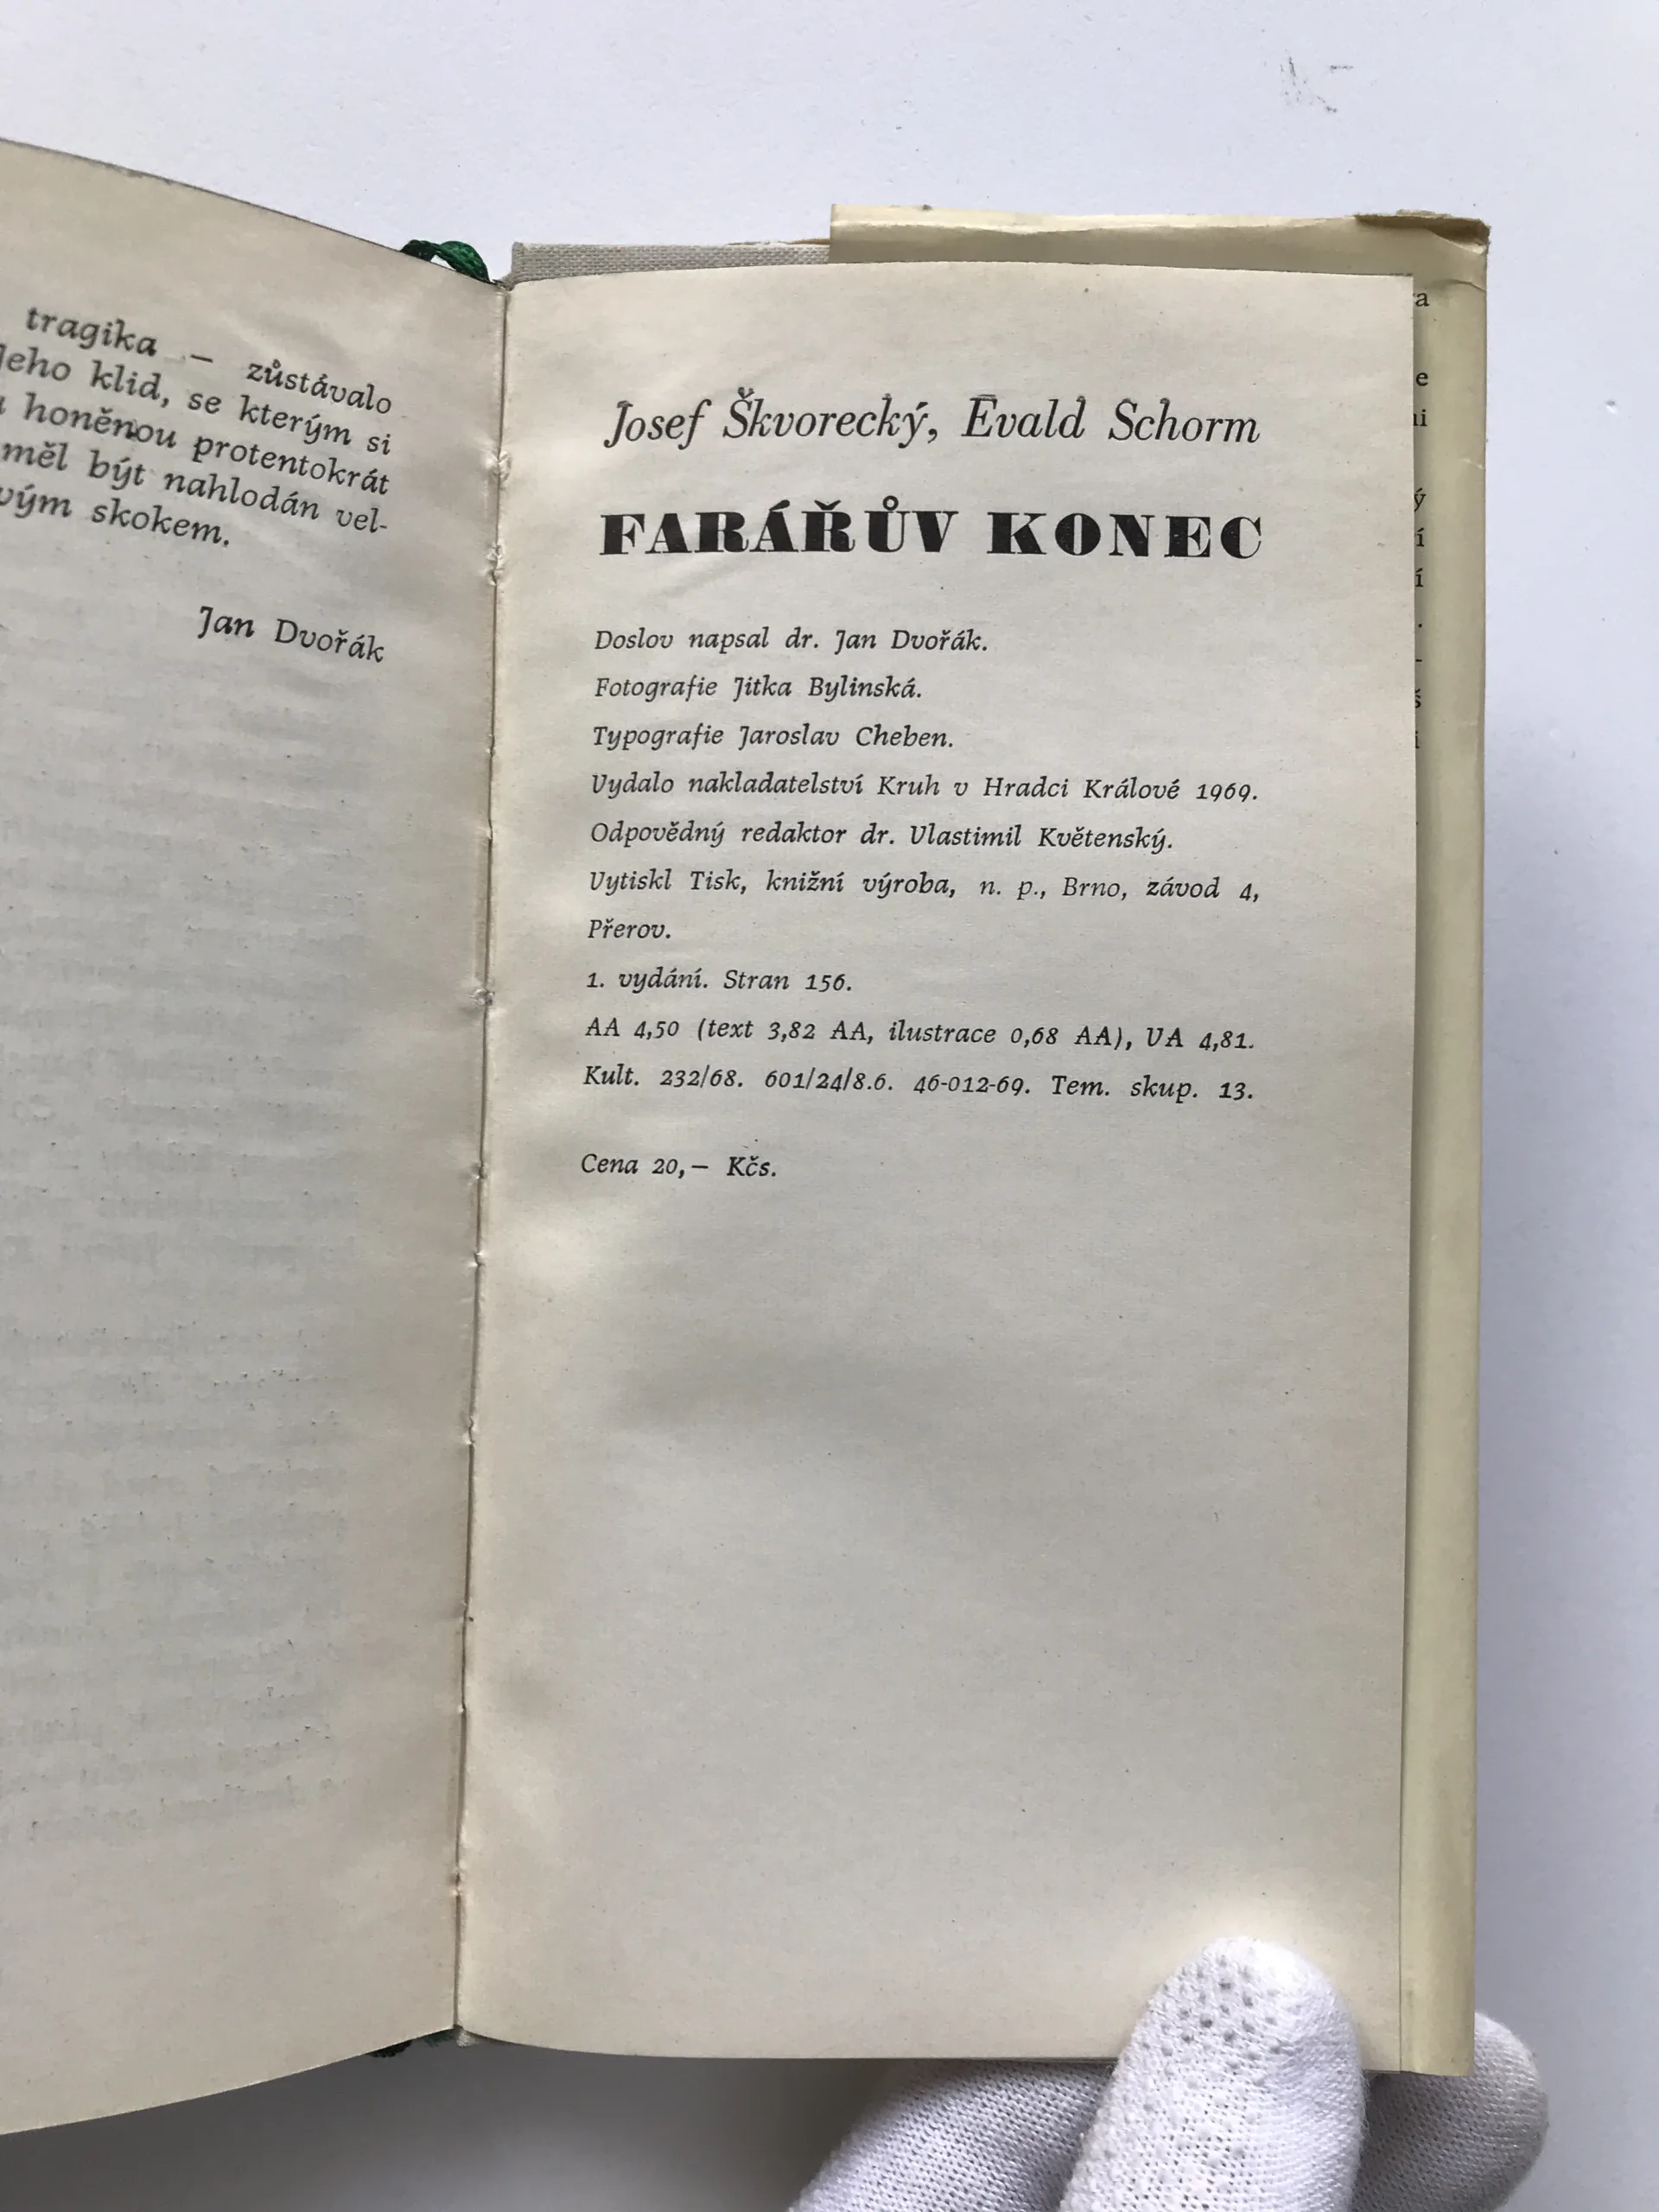 tragika — zůstávalo
klid, se kterým si
honěnou protentokrát
měl být nahlodán vel-
skokem.
Jan Dvořák
Josef Škvorecký, Evald Schorm
FARÁŘŮV KONEC
Doslov napsal dr. Jan Dvořák.
Fotografie Jitka Bylinská.
Typografie Jaroslav Cheben.
Vydalo nakladatelství Kruh v Hradci Králové 1969.
Odpovědný redaktor dr. Vlastimil Květenský.
Vytiskl Tisk, knižní výroba, n. p., Brno, závod 4,
Přerov.
1. vydání. Stran 156.
AA 4,50 (text 3,82 AA, ilustrace 0,68 AA), VA 4,81.
Kult. 232/68. 601/24/8.6. 46-012-69. Tem. skup. 13.
Cena 20,— Kčs.